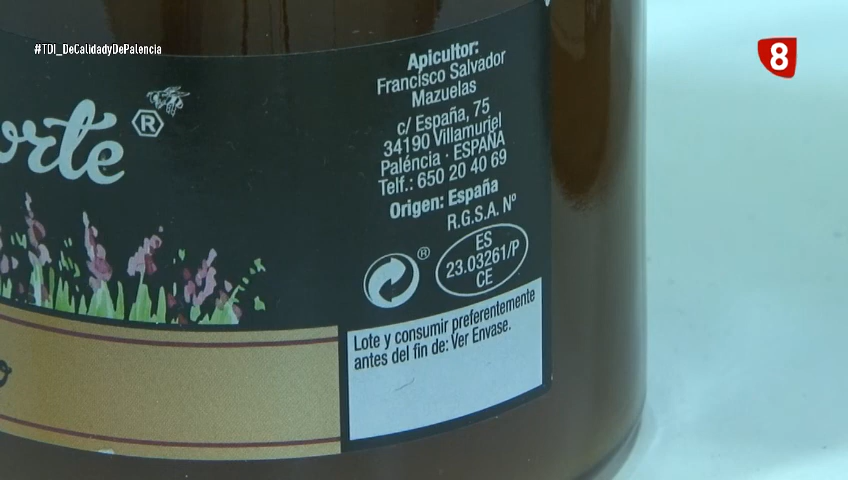 #TDI_DeCalidadyDePalencia
8
orte
®
Apicultor:
Francisco Salvador
Mazuelas
c/ España, 75
34190 Villamuriel
Paléncia · ESPAÑA
Telf.: 650 20 40 69
Origen: España
R.G.S.A. Nº
®
ES
23.03261/P
CE
Lote y consumir preferentemente
antes del fin de: Ver Envase.